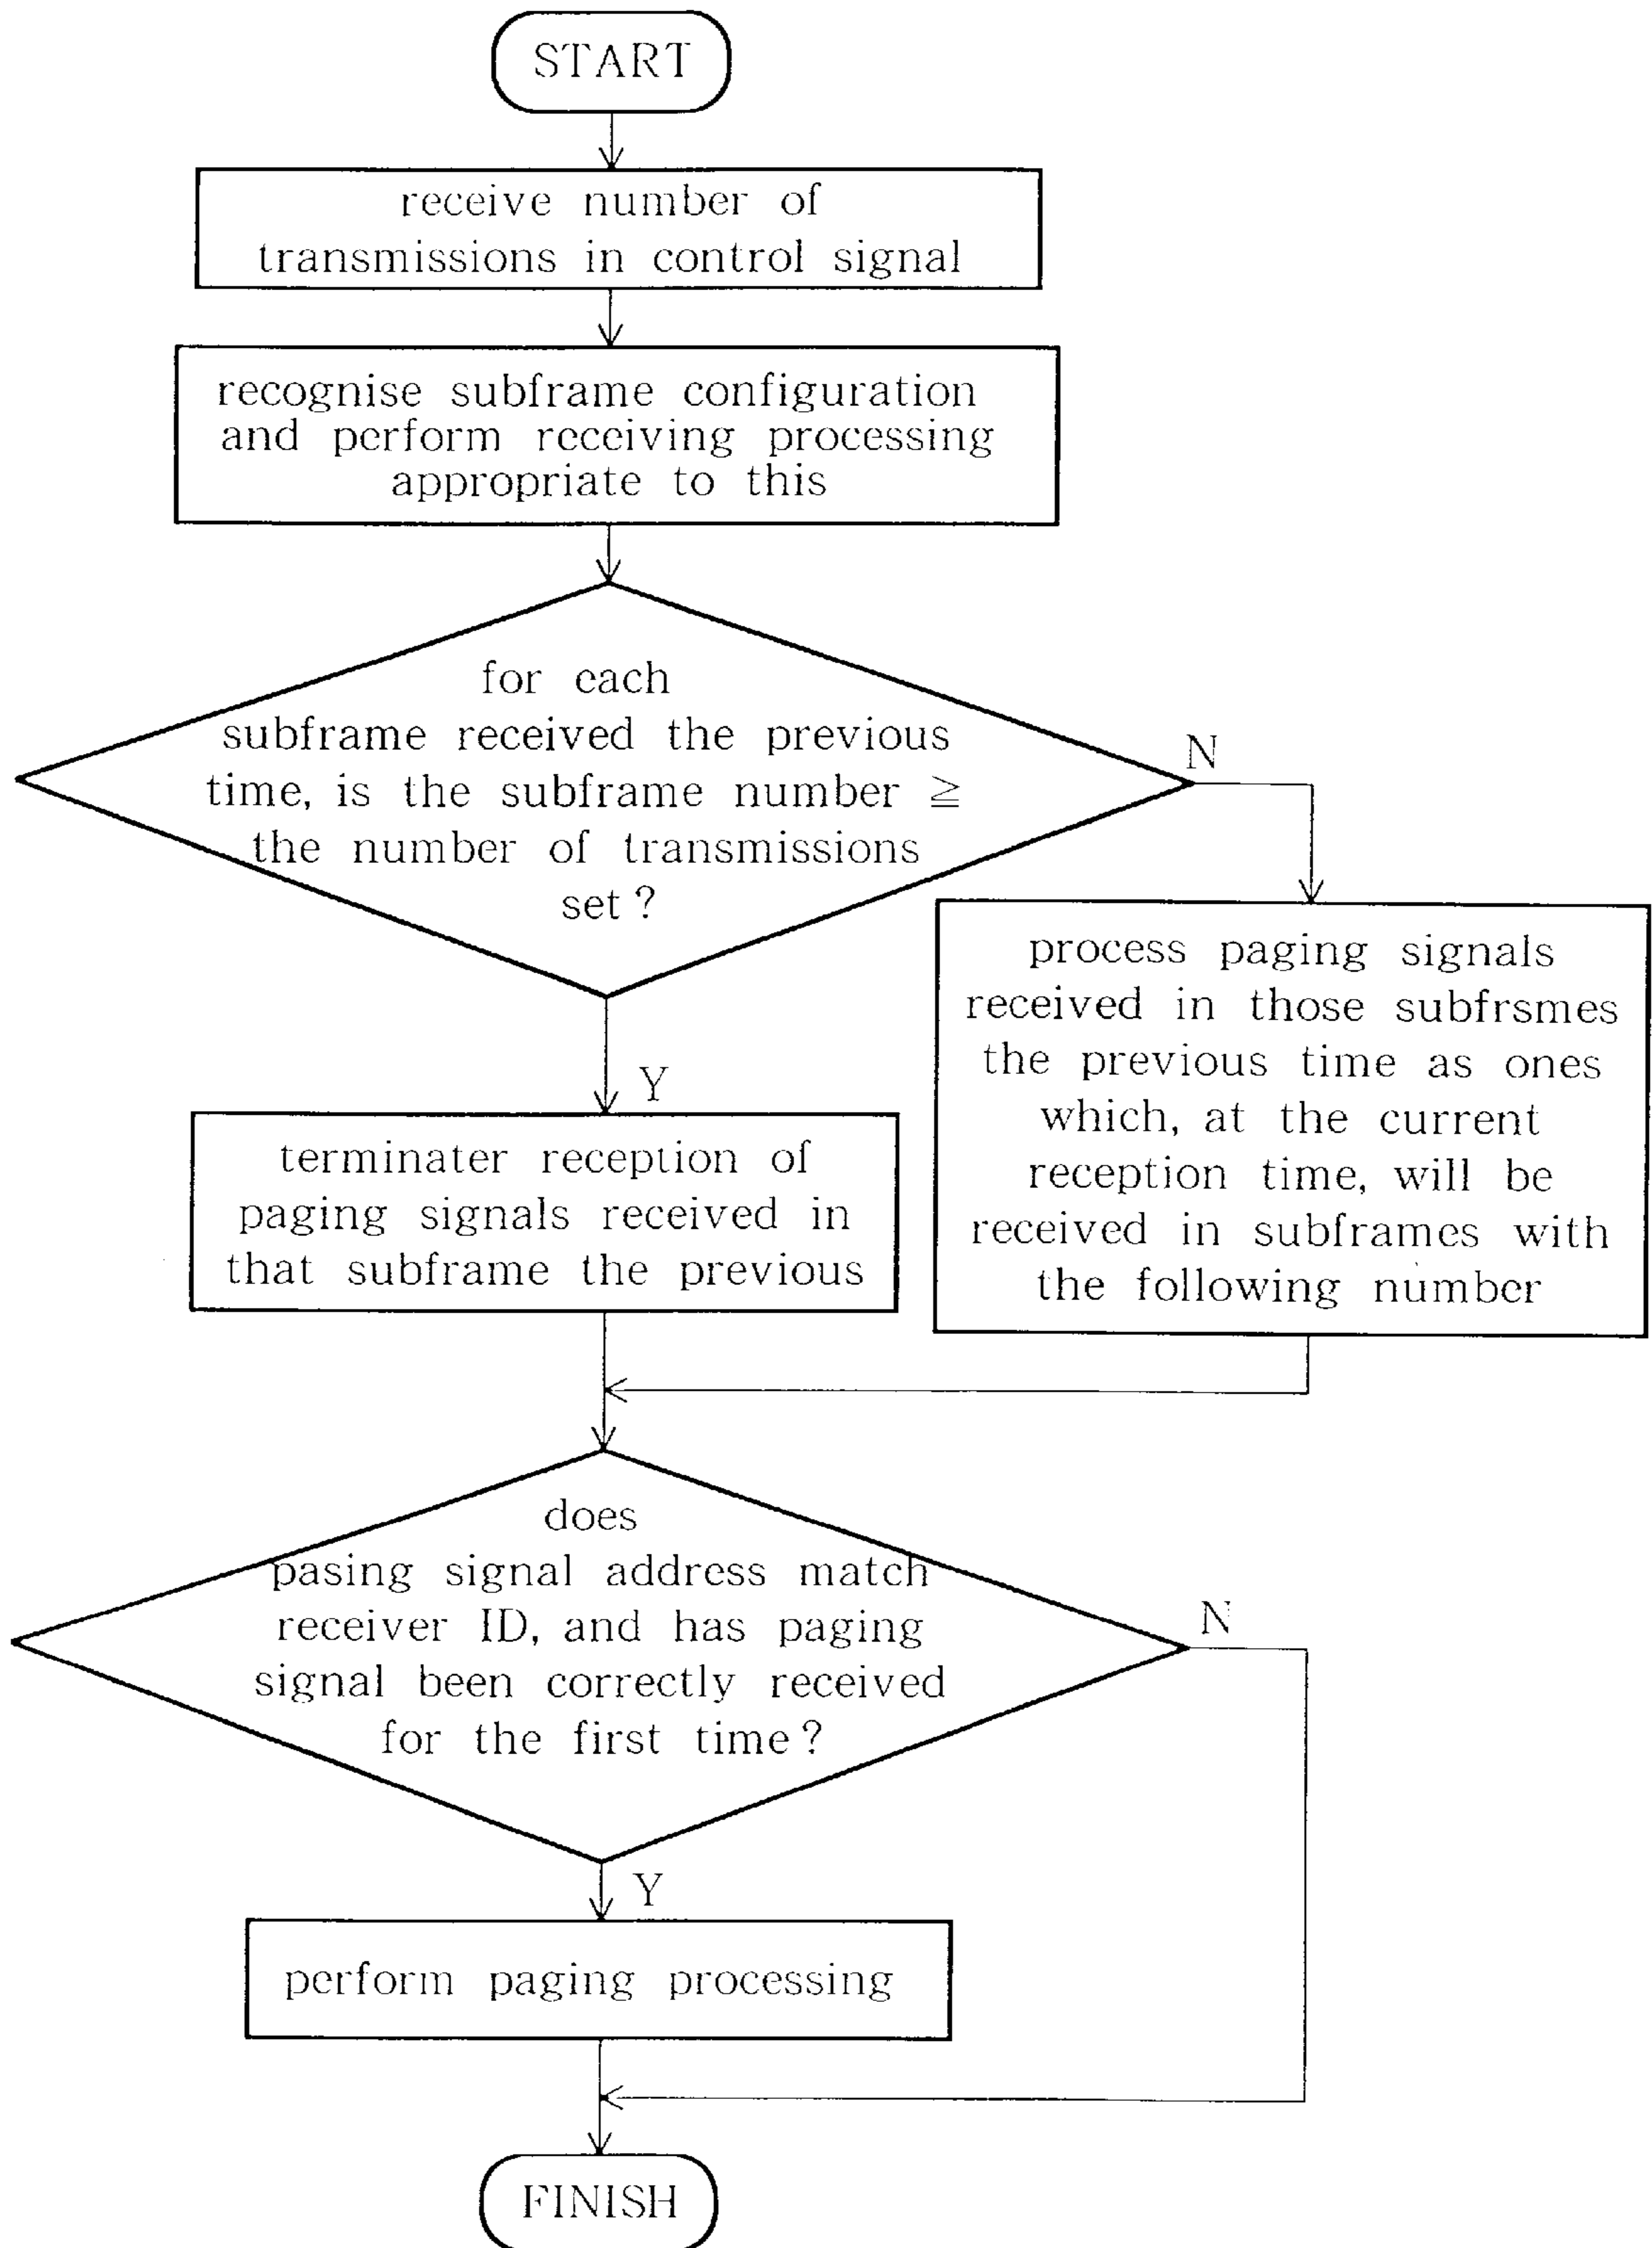 START
receive number of
transmissions in control signal
recognise subframe configuration
and perform receiving processing
appropriate to this
for each
subframe received the previous
time, is the subframe number ≧
the number of transmissions
set ?
N
Y
process paging signals
received in those subfrsmes
the previous time as ones
which, at the current
reception time, will be
received in subframes with
the following number
terminater reception of
paging signals received in
that subframe the previous
does
pasing signal address match
receiver ID, and has paging
signal been correctly received
for the first time ?
N
Y
perform paging processing
FINISH